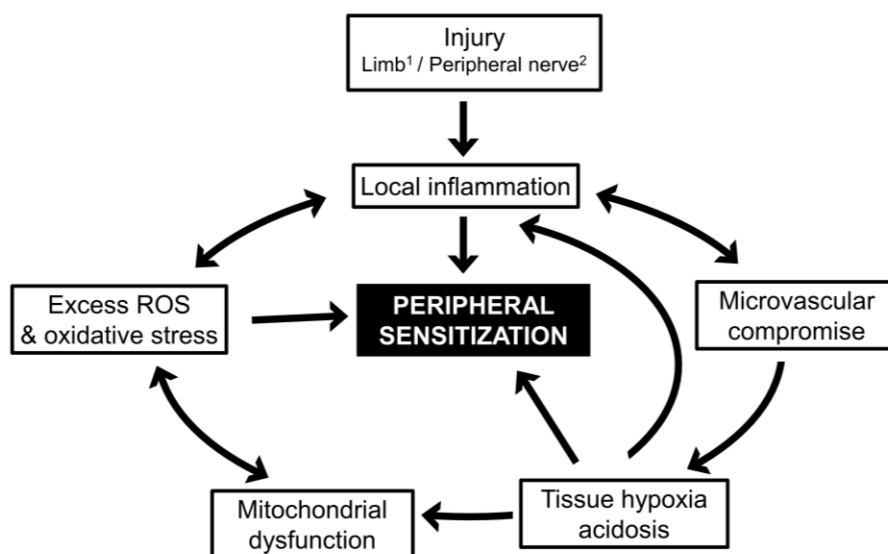 Injury
Limb¹ / Peripheral nerve²
Local inflammation
Excess ROS
& oxidative stress
PERIPHERAL
SENSITIZATION
Microvascular
compromise
Mitochondrial
dysfunction
Tissue hypoxia
acidosis